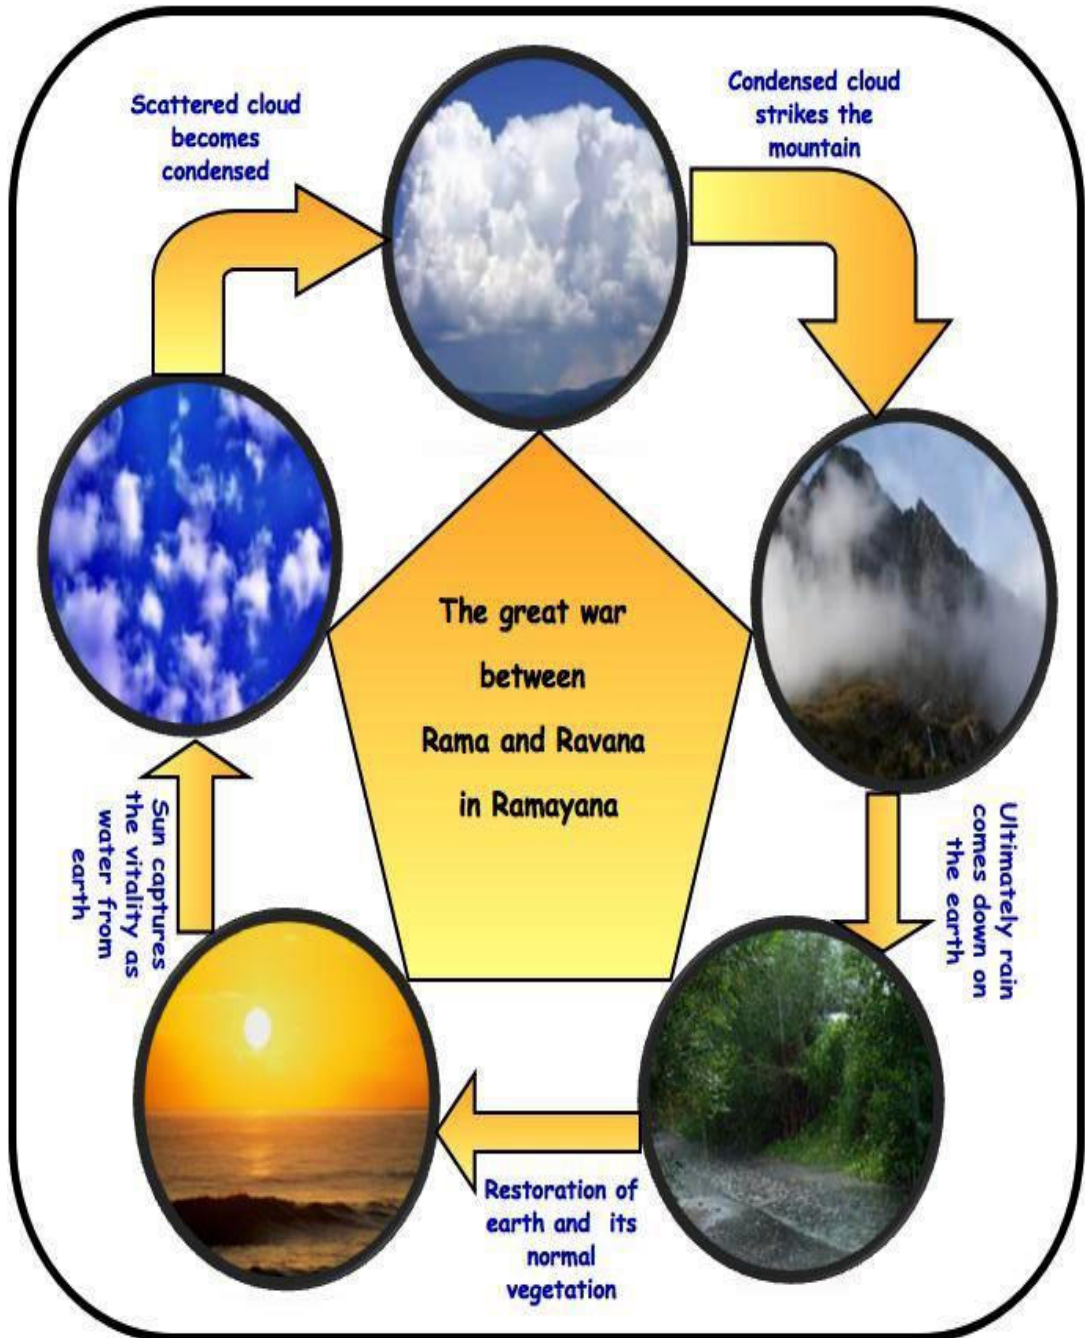 Scattered cloud
becomes
condensed
Condensed cloud
strikes the
mountain
The great war
between
Rama and Ravana
in Ramayana
Ultimately rain
comes down on
the earth
Restoration of
earth and its
normal
vegetation
Sun captures
the vitality as
water from
earth